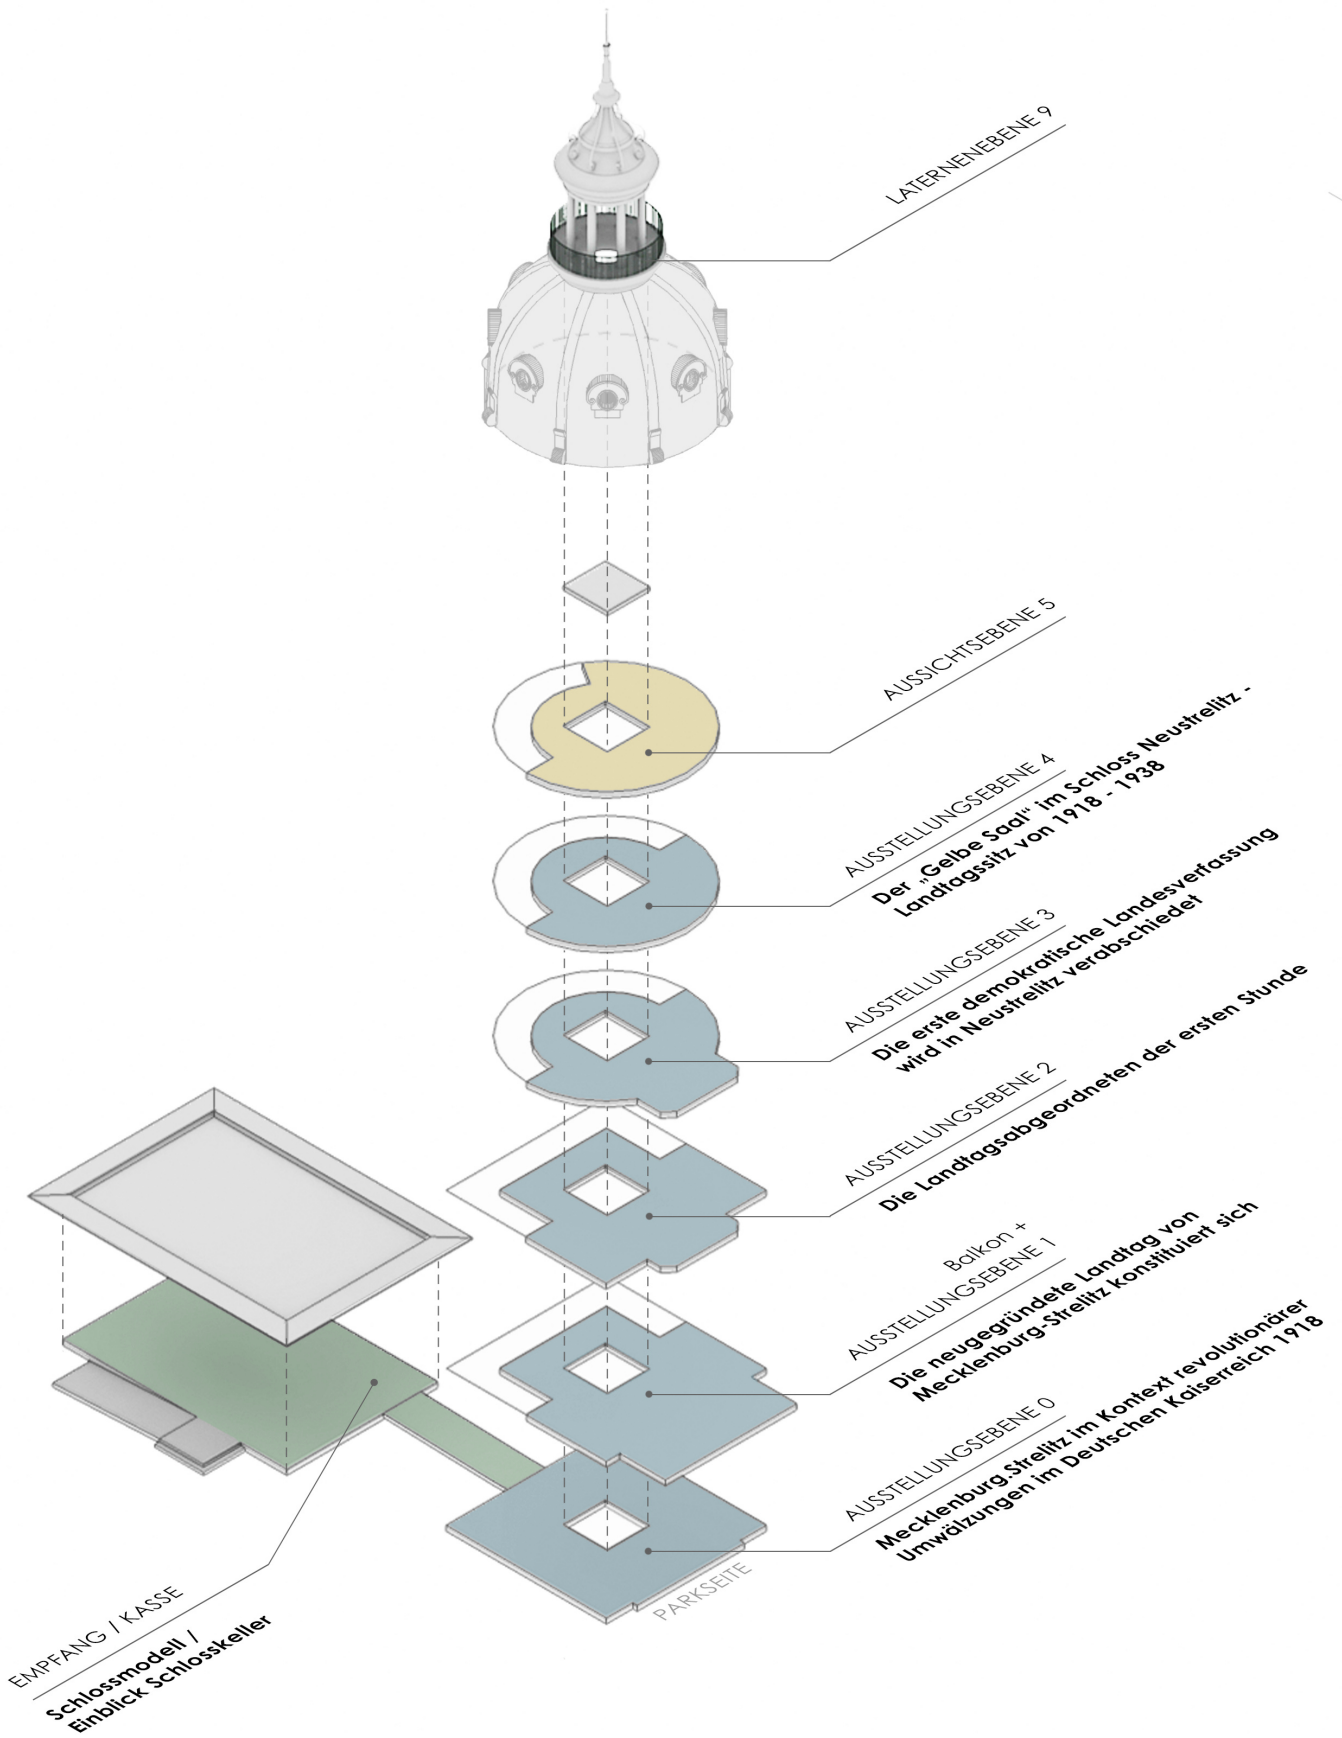 LATERNENEBENE 9
AUSSICHTSEBENE 5
AUSSTELLUNGSEBENE 4
Der „Gelbe Saal“ im Schloss Neustrelitz -
Landtagssitz von 1918 - 1938
AUSSTELLUNGSEBENE 3
Die erste demokratische Landesverfassung
wird in Neustrelitz verabschiedet
AUSSTELLUNGSEBENE 2
Die Landtagsabgeordneten der ersten Stunde
Balkon +
AUSSTELLUNGSEBENE 1
Die neugegründete Landtag von
Mecklenburg-Strelitz konstituiert sich
AUSSTELLUNGSEBENE 0
Mecklenburg.Strelitz im Kontext revolutionärer
Umwälzungen im Deutschen Kaiserreich 1918
PARKSEITE
EMPFANG / KASSE
Schlossmodell /
Einblick Schlosskeller